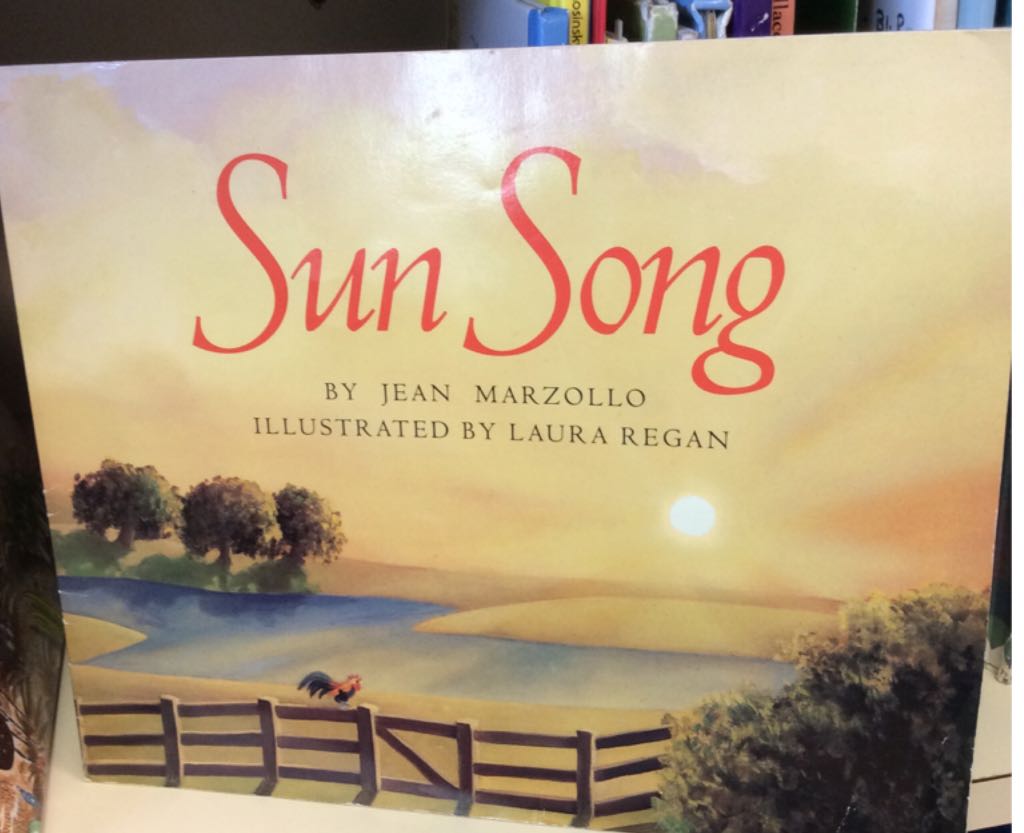 Sun Song
BY JEAN MARZOLLO
ILLUSTRATED BY LAURA REGAN